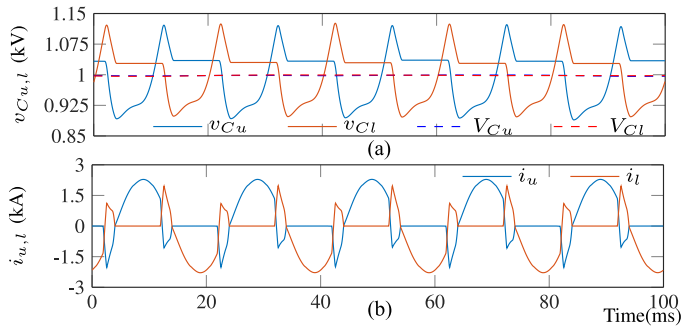 v_{Cu,l} (kV)
1.15
1.075
1
0.925
0.85
v_{Cu} v_{Cl} V_{Cu} V_{Cl}
(a)
i_{u,l} (kA)
3
1.5
0
-1.5
-3
i_u i_l
0 20 40 60 80 100
(b)
Time(ms)